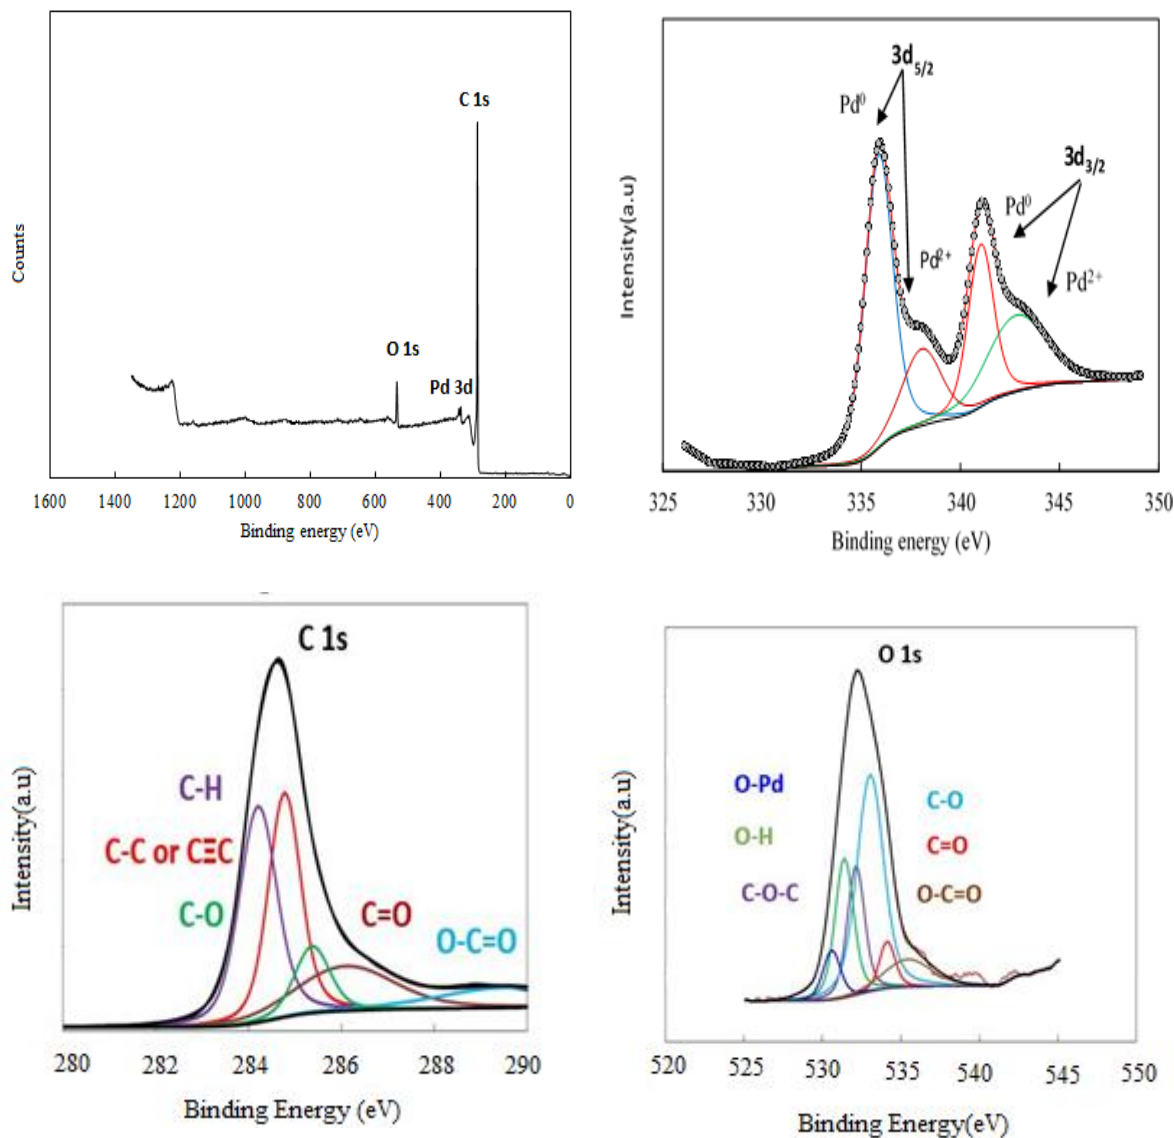 C 1s
O 1s
Pd 3d
Counts
1600 1400 1200 1000 800 600 400 200 0
Binding energy (eV)
3d5/2
Pd0
3d3/2
Pd0
Pd2+
Pd2+
Intensity(a.u)
325 330 335 340 345 350
Binding energy (eV)
C 1s
C-H
C-C or CΞC
C-O
C=O
O-C=O
Intensity(a.u)
280 282 284 286 288 290
Binding Energy (eV)
O 1s
O-Pd
C-O
O-H
C=O
C-O-C
O-C=O
Intensity(a.u)
520 525 530 535 540 545 550
Binding Energy(eV)